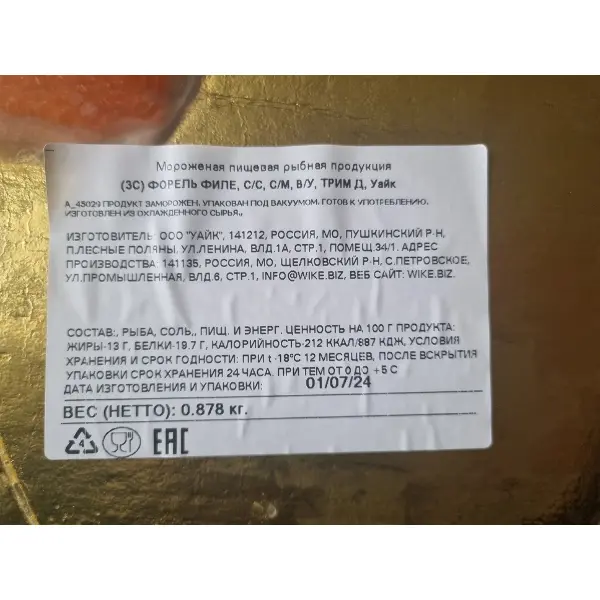 Мороженая пищевая рыбная продукция
(ЗС) ФОРЕЛЬ ФИЛЕ, С/С, С/М, В/У, ТРИМ Д, Уайк
А_45029 ПРОДУКТ ЗАМОРОЖЕН, УПАКОВАН ПОД ВАКУУМОМ. ГОТОВ К УПОТРЕБЛЕНИЮ.
ИЗГОТОВЛЕН ИЗ ОХЛАЖДЕННОГО СЫРЬЯ.,
ИЗГОТОВИТЕЛЬ: ООО "УАЙК", 141212, РОССИЯ, МО, ПУШКИНСКИЙ Р-Н,
П.ЛЕСНЫЕ ПОЛЯНЫ, УЛ.ЛЕНИНА, ВЛД.1А, СТР.1, ПОМЕЩ.34/1. АДРЕС
ПРОИЗВОДСТВА: 141135, РОССИЯ, МО, ЩЕЛКОВСКИЙ Р-Н, С.ПЕТРОВСКОЕ,
УЛ.ПРОМЫШЛЕННАЯ, ВЛД.6, СТР.1, INFO@WIKE.BIZ, ВЕБ САЙТ: WIKE.BIZ.
СОСТАВ:, РЫБА, СОЛЬ,, ПИЩ. И ЭНЕРГ. ЦЕННОСТЬ НА 100 Г ПРОДУКТА:
ЖИРЫ-13 Г, БЕЛКИ-19.7 Г, КАЛОРИЙНОСТЬ-212 ККАЛ/887 КДЖ, УСЛОВИЯ
ХРАНЕНИЯ И СРОК ГОДНОСТИ: ПРИ t -18°С 12 МЕСЯЦЕВ, ПОСЛЕ ВСКРЫТИЯ
УПАКОВКИ СРОК ХРАНЕНИЯ 24 ЧАСА. ПРИ ТЕМ ОТ 0 ДО +5 С
ДАТА ИЗГОТОВЛЕНИЯ И УПАКОВКИ: 01/07/24
ВЕС (НЕТТО): 0.878 кг.
4 EAC